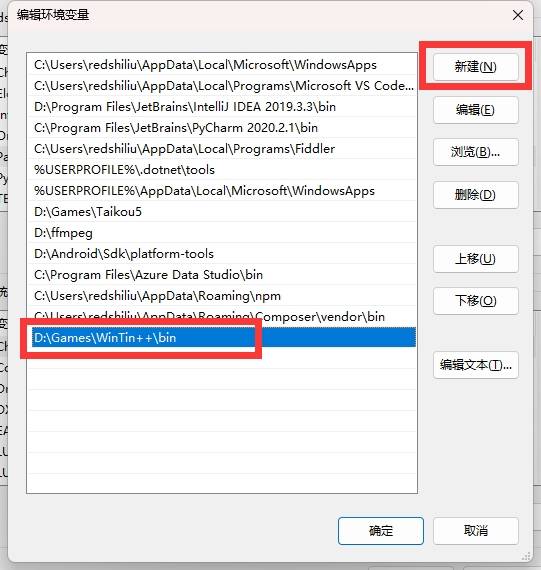 编辑环境变量
C:\Users\redshiliu\AppData\Local\Microsoft\WindowsApps
C:\Users\redshiliu\AppData\Local\Programs\Microsoft VS Code...
D:\Program Files\JetBrains\IntelliJ IDEA 2019.3.3\bin
C:\Program Files\JetBrains\PyCharm 2020.2.1\bin
C:\Users\redshiliu\AppData\Local\Programs\Fiddler
%USERPROFILE%\.dotnet\tools
%USERPROFILE%\AppData\Local\Microsoft\WindowsApps
D:\Games\Taikou5
D:\ffmpeg
D:\Android\Sdk\platform-tools
C:\Program Files\Azure Data Studio\bin
C:\Users\redshiliu\AppData\Roaming\npm
C:\Users\redshiliu\AppData\Roaming\Composer\vendor\bin
D:\Games\WinTin++\bin
新建(N)
编辑(E)
浏览(B)...
删除(D)
上移(U)
下移(O)
编辑文本(T)...
确定
取消